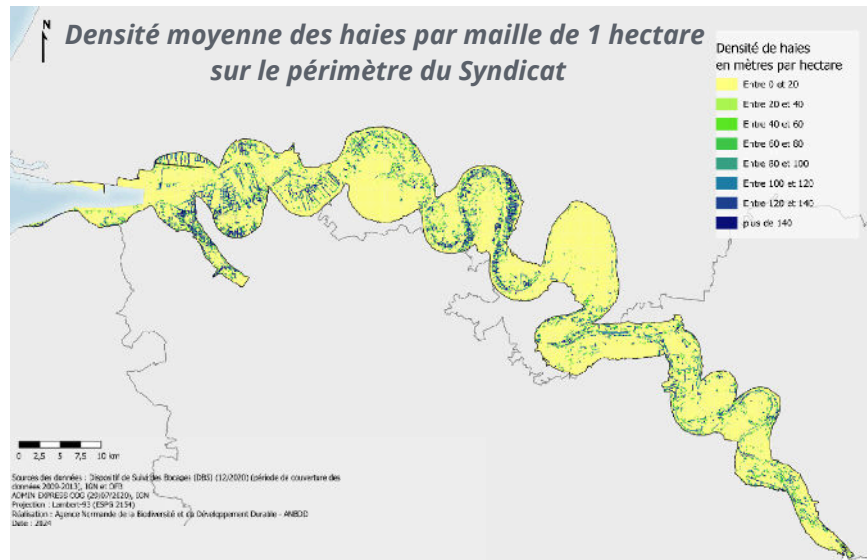 Densité moyenne des haies par maille de 1 hectare
sur le périmètre du Syndicat
N
Densité de haies
en mètres par hectare
Entre 0 et 20
Entre 20 et 40
Entre 40 et 60
Entre 60 et 80
Entre 80 et 100
Entre 100 et 120
Entre 120 et 140
plus de 140
0 2,5 5 7,5 10 km
Sources des données : Dispositif de Suivi des Bocages (DBS) (12/2020) (période de couverture des
données 2009-2013), IGN et OFB
ADMIN EXPRESS COG (29/07/2020), IGN
Projection : Lambert-93 (ESPG 2154)
Réalisation : Agence Normande de la Biodiversité et du Développement Durable - ANBDD
Date : 2024